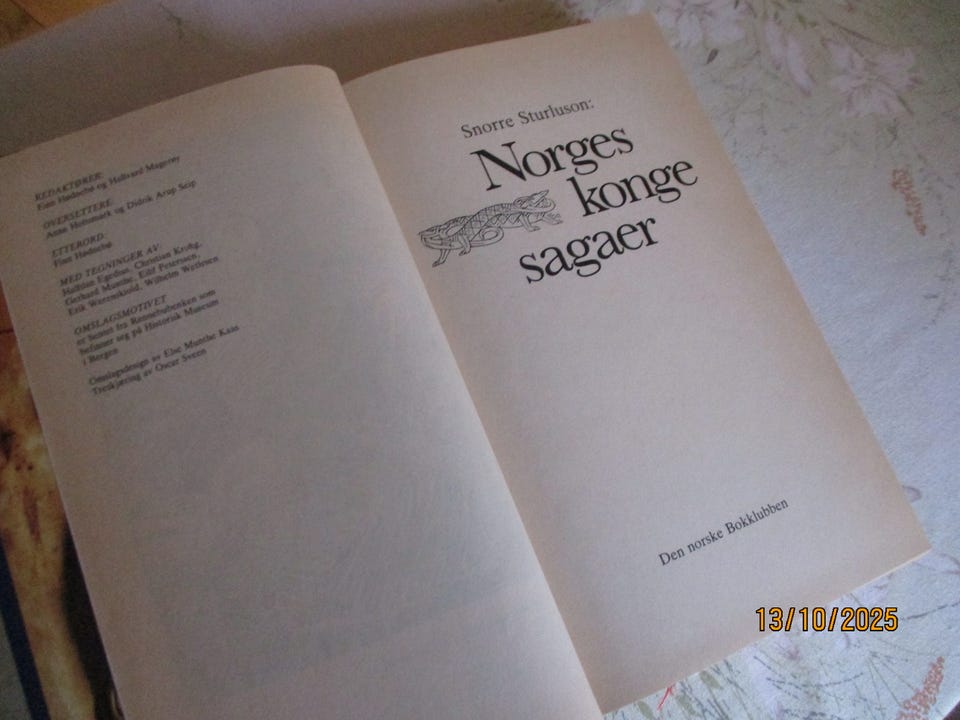 REDAKTØRER:
Finn Hødnebø og Hallvard Magerøy
OVERSETTERE
Anne Holtsmark og Didrik Arup Seip
ETTERORD:
Finn Hødnebø
MED TEGNINGER AV:
Halfdan Egedius, Christian Krohg,
Gerhard Munthe, Eilif Peterssen,
Erik Werenskiold, Wilhelm Wetlesen
OMSLAGSMOTIVET
er hentet fra Rennebubenken som
befinner seg på Historisk Museum
i Bergen
Omslagsdesign av Else Munthe Kaas
Treskjæring av Oscar Sveen
Snorre Sturluson:
Norges
konge
sagaer
Den norske Bokklubben
13/10/2025